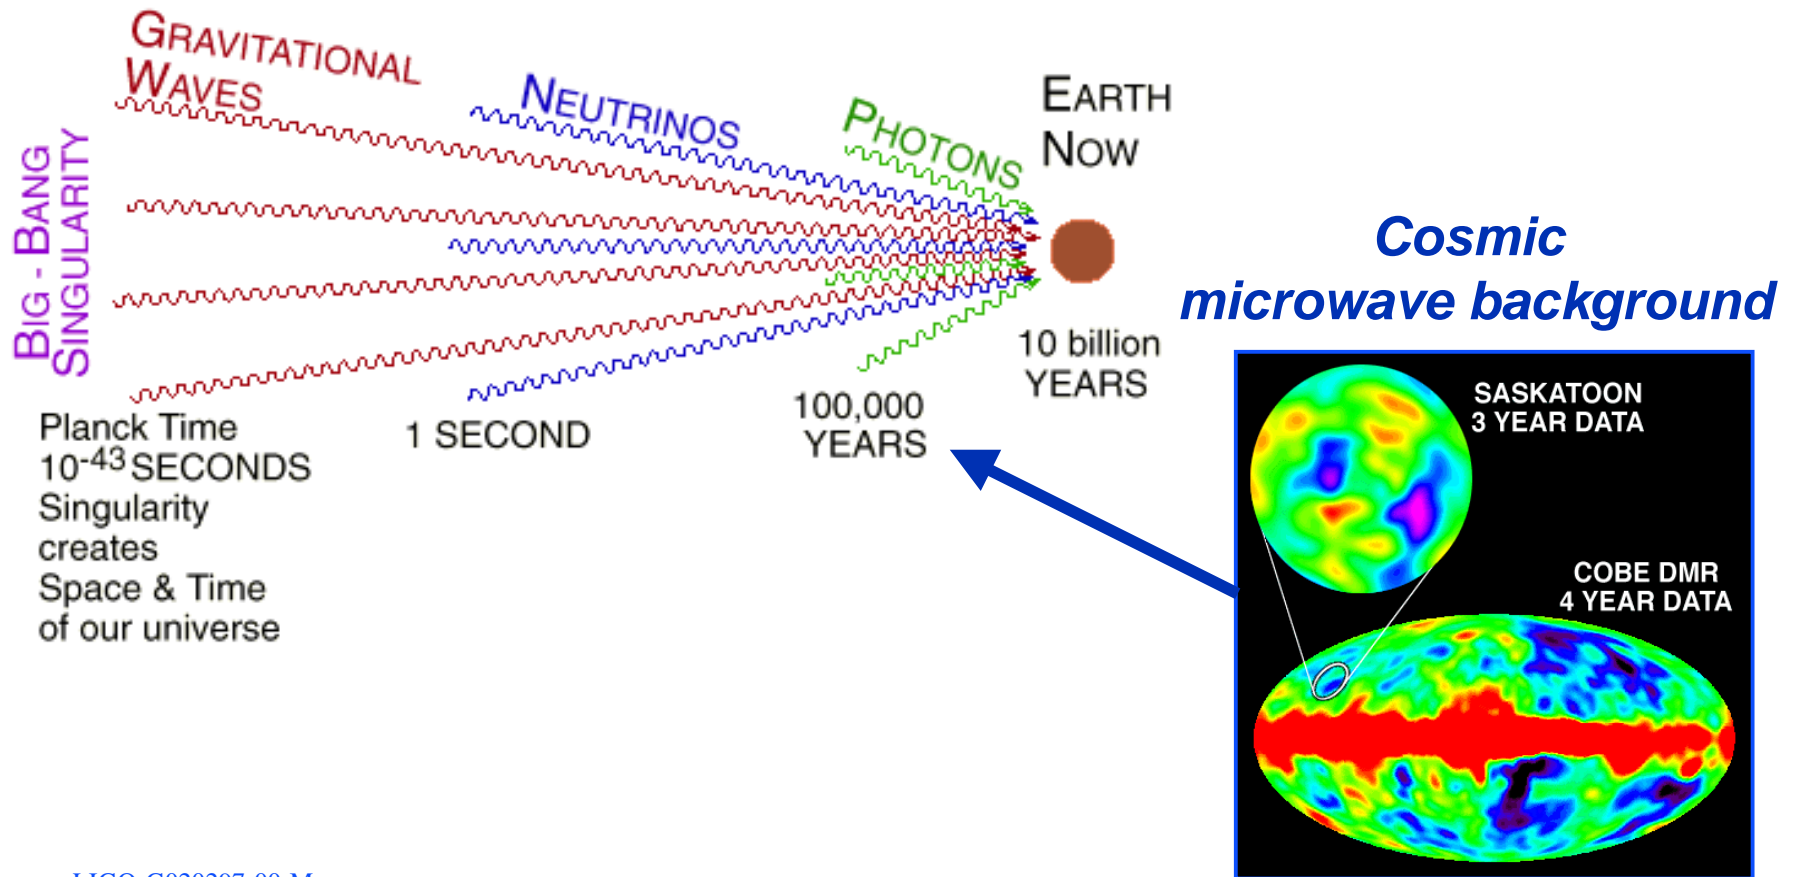 GRAVITATIONAL
WAVES
NEUTRINOS
PHOTONS
EARTH
NOW
BIG - BANG
SINGULARITY
Cosmic
microwave background
10 billion
YEARS
100,000
YEARS
1 SECOND
Planck Time
10-43 SECONDS
Singularity
creates
Space & Time
of our universe
SASKATOON
3 YEAR DATA
COBE DMR
4 YEAR DATA